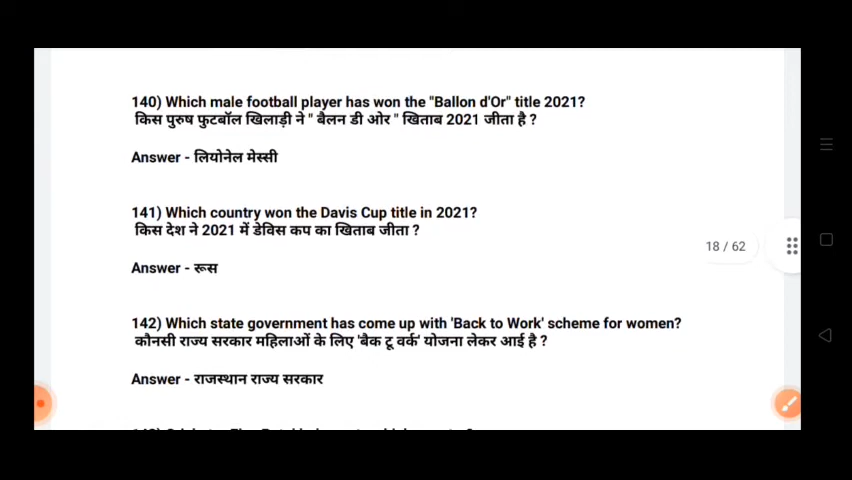 140) Which male football player has won the "Ballon d'Or" title 2021?
किस पुरुष फुटबॉल खिलाड़ी ने " बैलन डी ओर " खिताब 2021 जीता है ?
Answer - लियोनेल मेस्सी
141) Which country won the Davis Cup title in 2021?
किस देश ने 2021 में डेविस कप का खिताब जीता ?
18 / 62
Answer - रूस
142) Which state government has come up with 'Back to Work' scheme for women?
कौनसी राज्य सरकार महिलाओं के लिए 'बैक टू वर्क' योजना लेकर आई है ?
Answer - राजस्थान राज्य सरकार